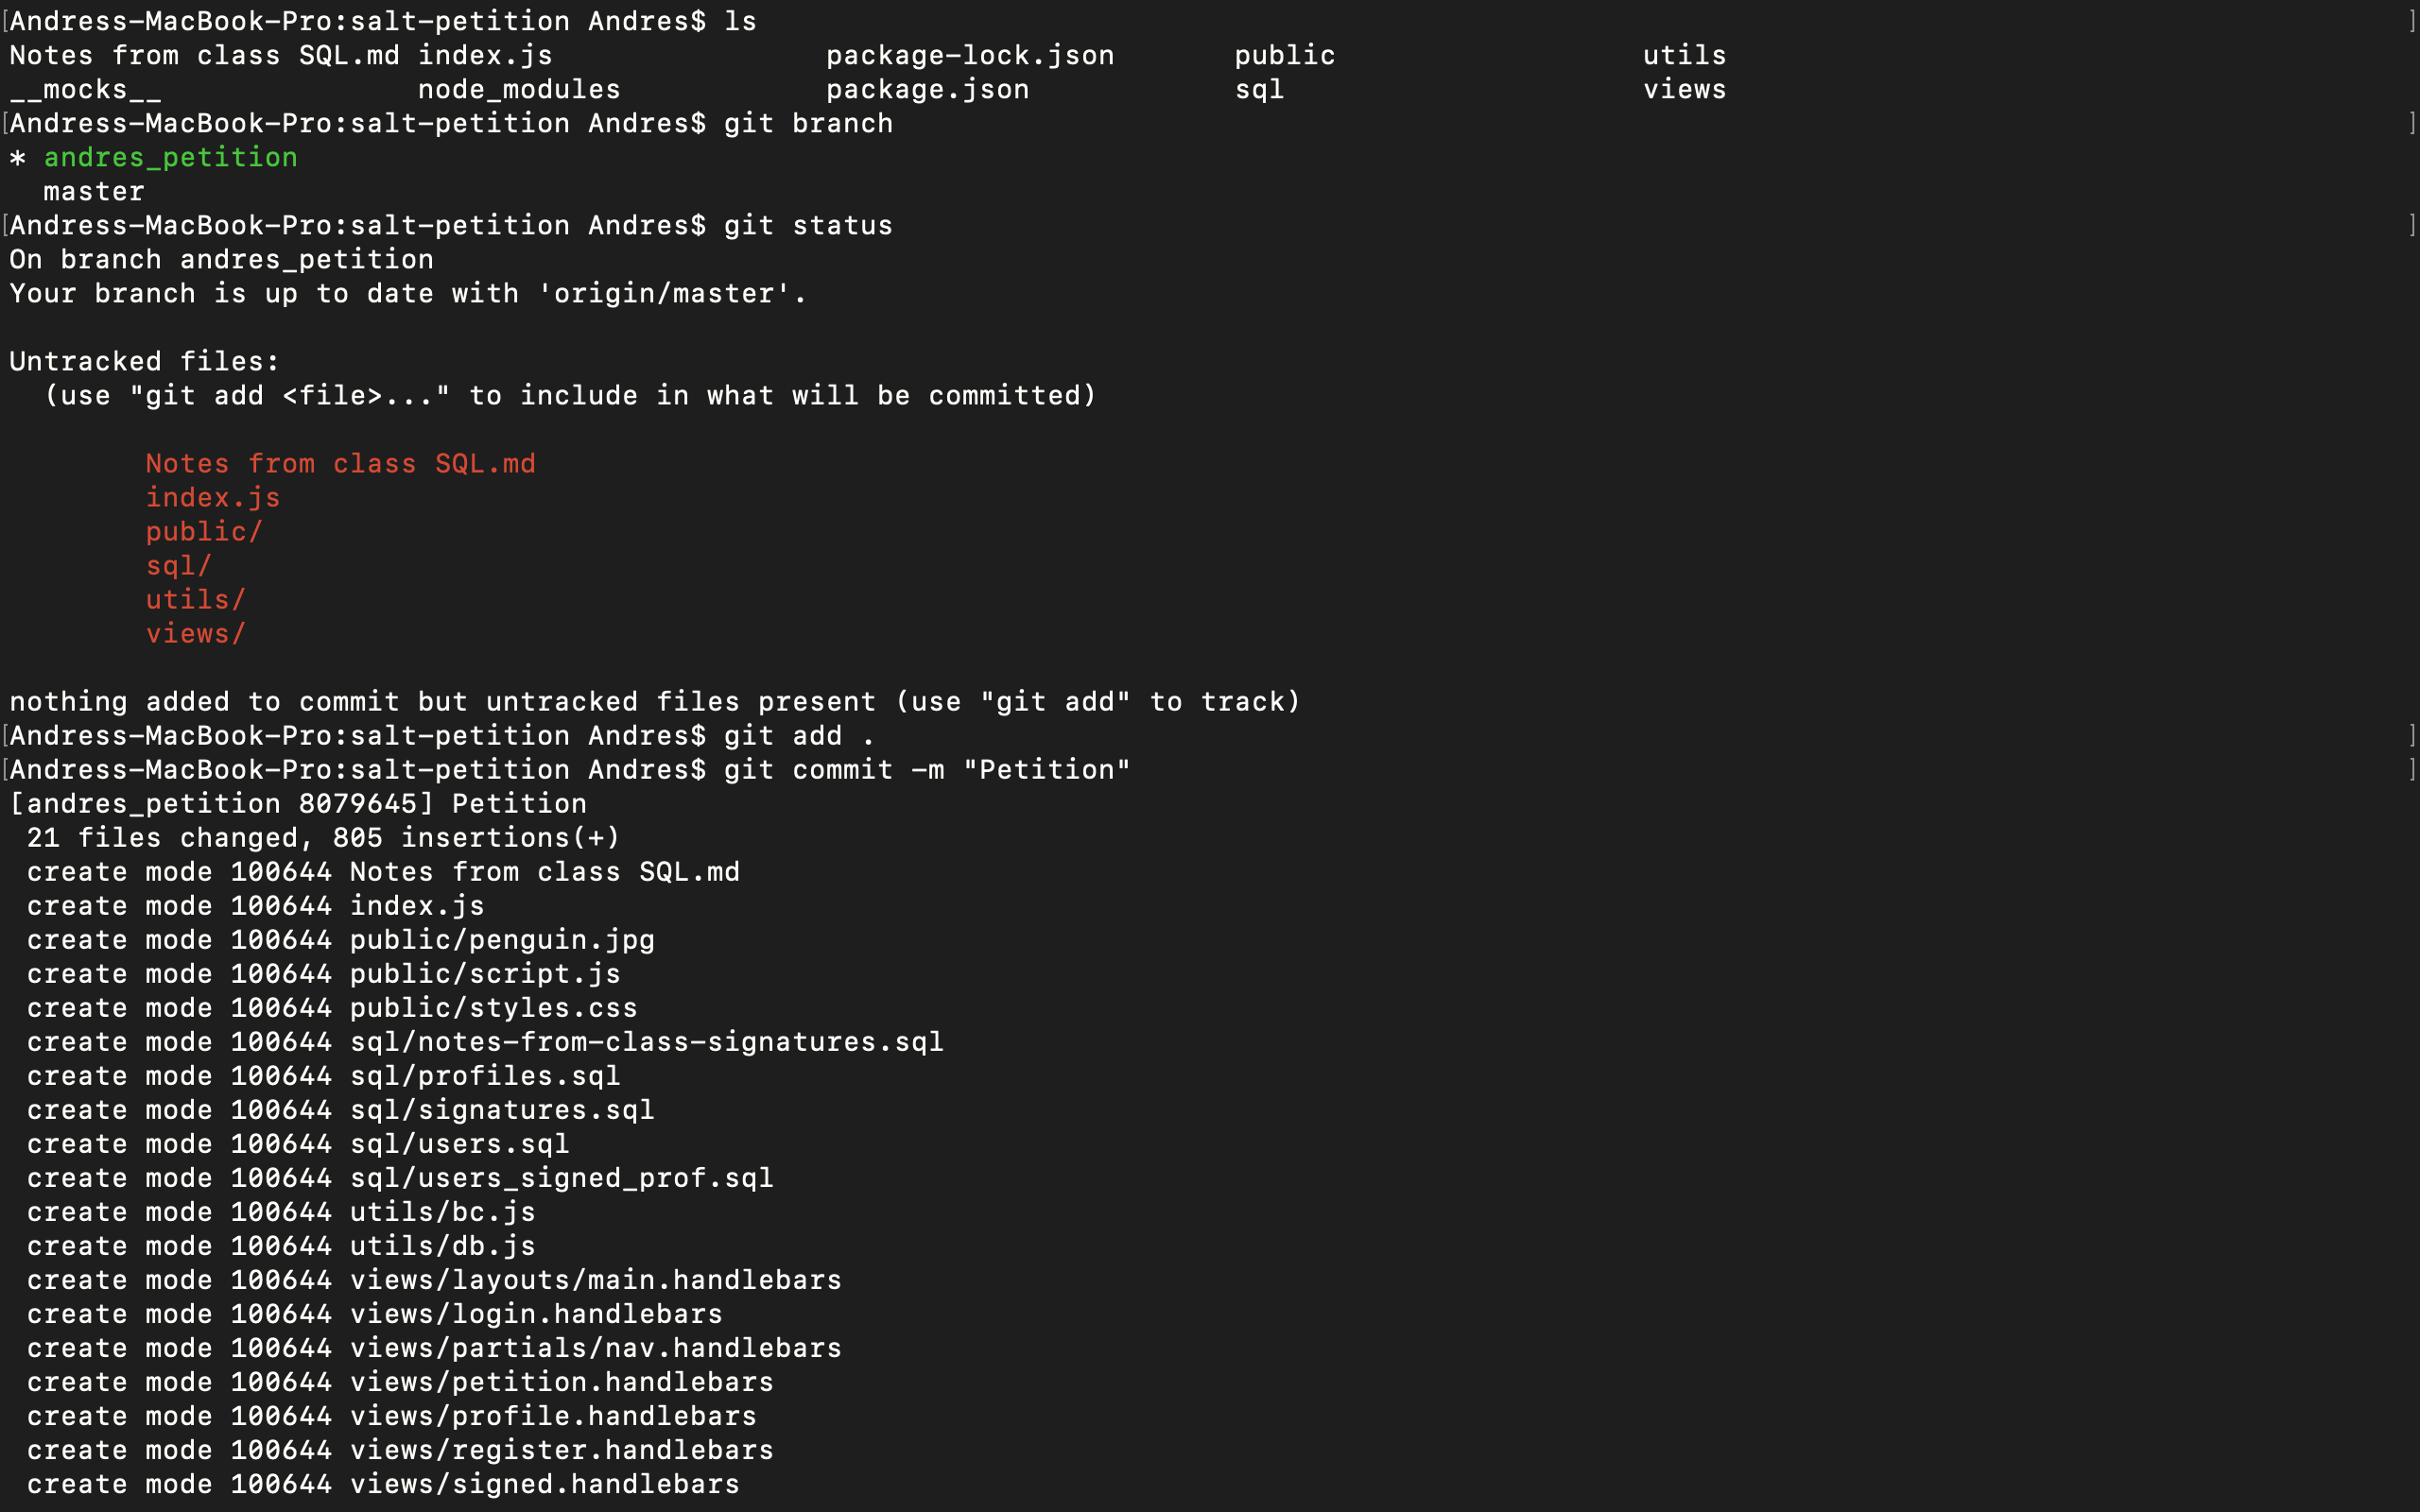 [Andress-MacBook-Pro:salt-petition Andres$ ls ]
Notes from class SQL.md index.js package-lock.json public utils
__mocks__ node_modules package.json sql views
[Andress-MacBook-Pro:salt-petition Andres$ git branch ]
* andres_petition
  master
[Andress-MacBook-Pro:salt-petition Andres$ git status ]
On branch andres_petition
Your branch is up to date with 'origin/master'.
Untracked files:
  (use "git add <file>..." to include in what will be committed)
        Notes from class SQL.md
        index.js
        public/
        sql/
        utils/
        views/
nothing added to commit but untracked files present (use "git add" to track)
[Andress-MacBook-Pro:salt-petition Andres$ git add . ]
[Andress-MacBook-Pro:salt-petition Andres$ git commit -m "Petition" ]
[andres_petition 8079645] Petition
 21 files changed, 805 insertions(+)
 create mode 100644 Notes from class SQL.md
 create mode 100644 index.js
 create mode 100644 public/penguin.jpg
 create mode 100644 public/script.js
 create mode 100644 public/styles.css
 create mode 100644 sql/notes-from-class-signatures.sql
 create mode 100644 sql/profiles.sql
 create mode 100644 sql/signatures.sql
 create mode 100644 sql/users.sql
 create mode 100644 sql/users_signed_prof.sql
 create mode 100644 utils/bc.js
 create mode 100644 utils/db.js
 create mode 100644 views/layouts/main.handlebars
 create mode 100644 views/login.handlebars
 create mode 100644 views/partials/nav.handlebars
 create mode 100644 views/petition.handlebars
 create mode 100644 views/profile.handlebars
 create mode 100644 views/register.handlebars
 create mode 100644 views/signed.handlebars